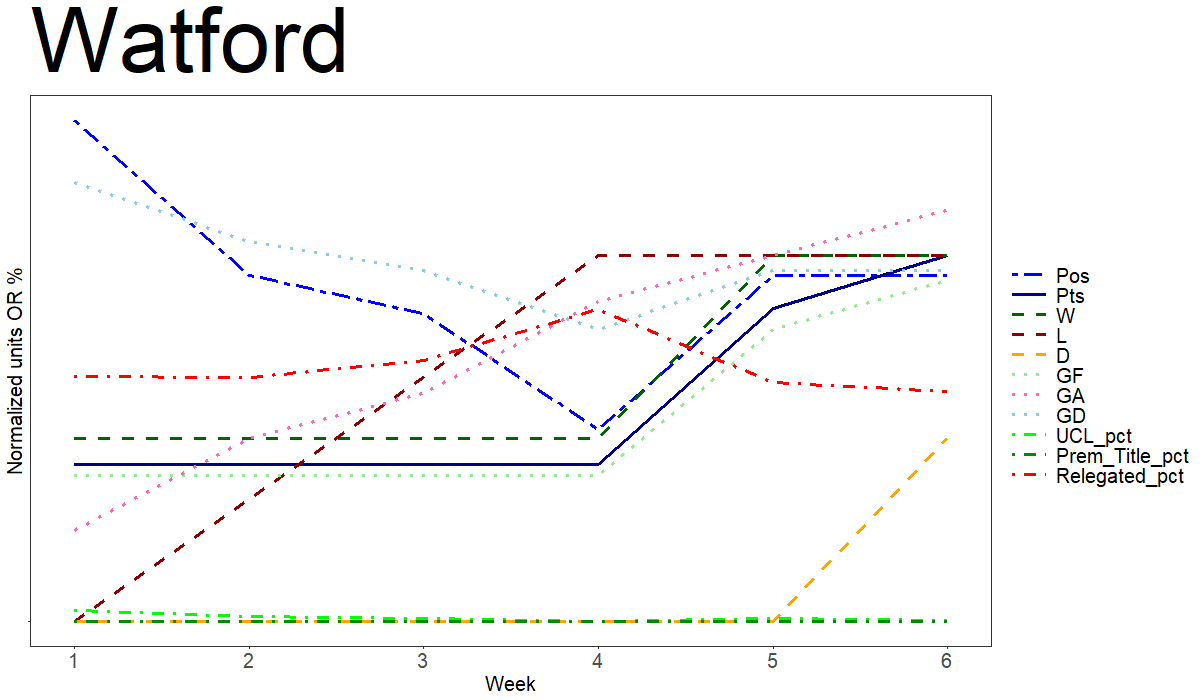 Watford
Normalized units OR %
1 2 3 4 5 6
Week
Pos
Pts
W
L
D
GF
GA
GD
UCL_pct
Prem_Title_pct
Relegated_pct